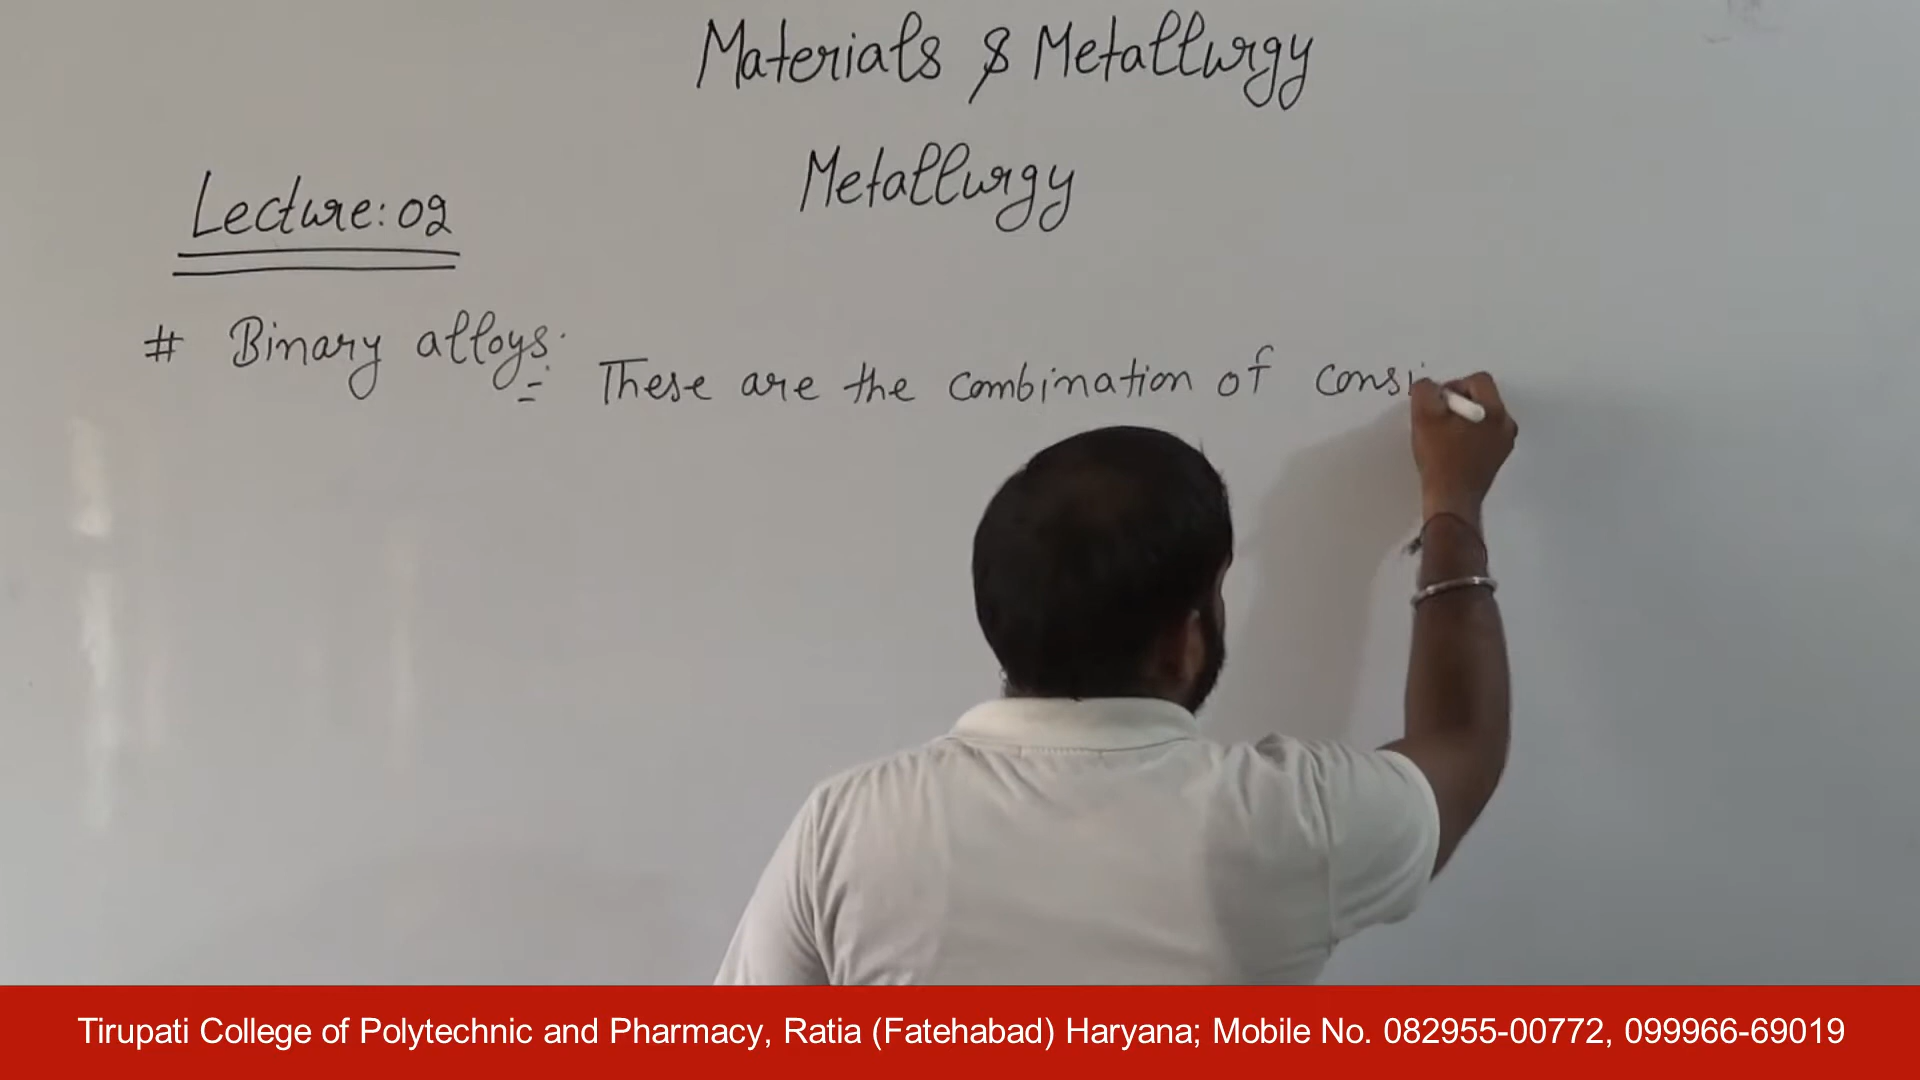 Materials & Metallurgy
Metallurgy
Lecture: 02
# Binary alloys:
These are the combination of consi
Tirupati College of Polytechnic and Pharmacy, Ratia (Fatehabad) Haryana; Mobile No. 082955-00772, 099966-69019